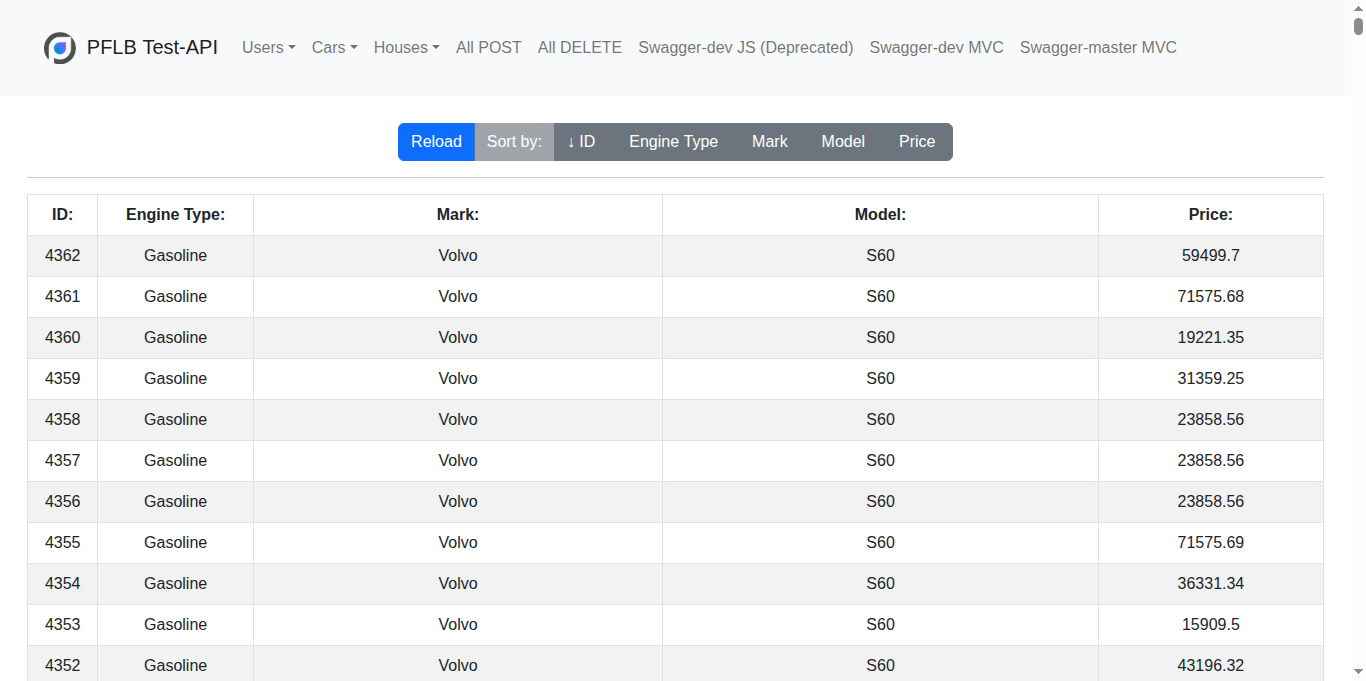 PFLB Test-API Users Cars Houses All POST All DELETE Swagger-dev JS (Deprecated) Swagger-dev MVC Swagger-master MVC
Reload Sort by: ↓ ID Engine Type Mark Model Price
ID: Engine Type: Mark: Model: Price:
4362 Gasoline Volvo S60 59499.7
4361 Gasoline Volvo S60 71575.68
4360 Gasoline Volvo S60 19221.35
4359 Gasoline Volvo S60 31359.25
4358 Gasoline Volvo S60 23858.56
4357 Gasoline Volvo S60 23858.56
4356 Gasoline Volvo S60 23858.56
4355 Gasoline Volvo S60 71575.69
4354 Gasoline Volvo S60 36331.34
4353 Gasoline Volvo S60 15909.5
4352 Gasoline Volvo S60 43196.32